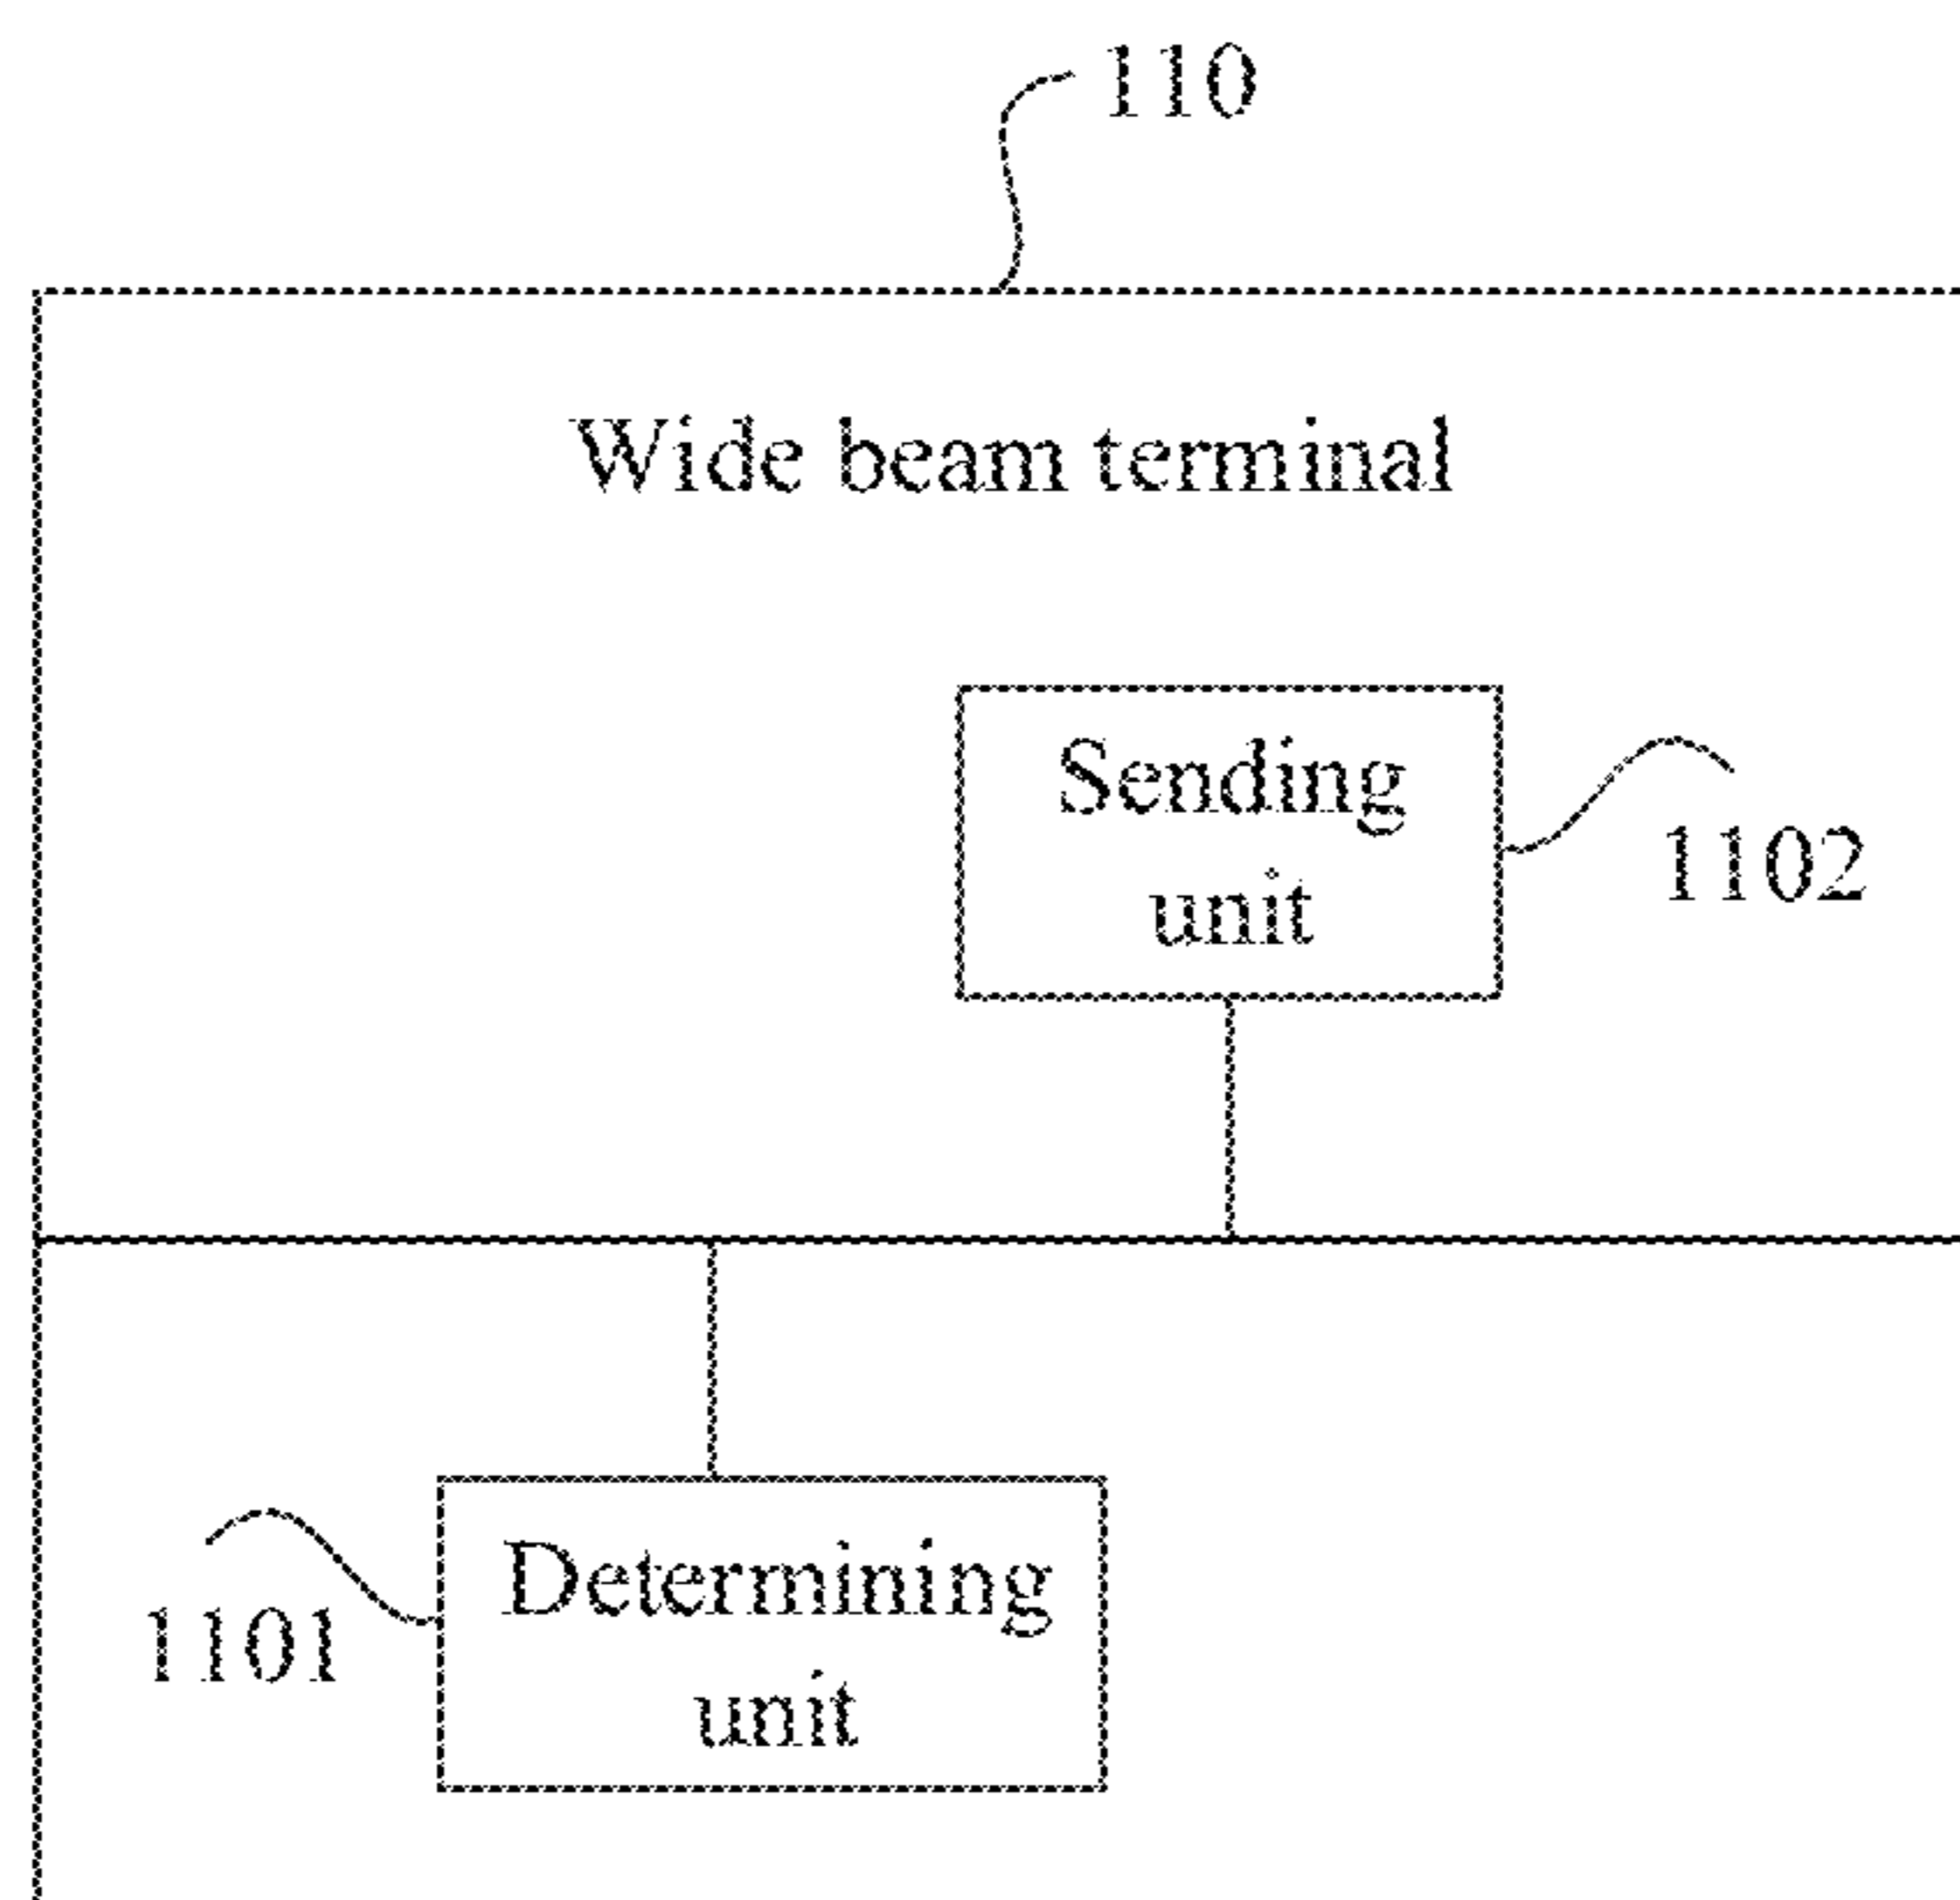 110
Wide beam terminal
Sending
unit
1102
Determining
unit
1101